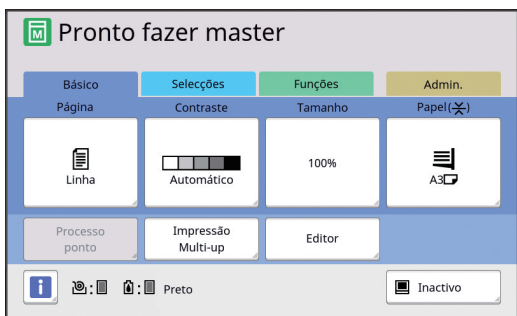 M Pronto fazer master
Básico Selecções Funções Admin.
Página Contraste Tamanho Papel( )
Linha Automático 100% A3
Processo
ponto
Impressão
Multi-up
Editor
i : : Preto Inactivo